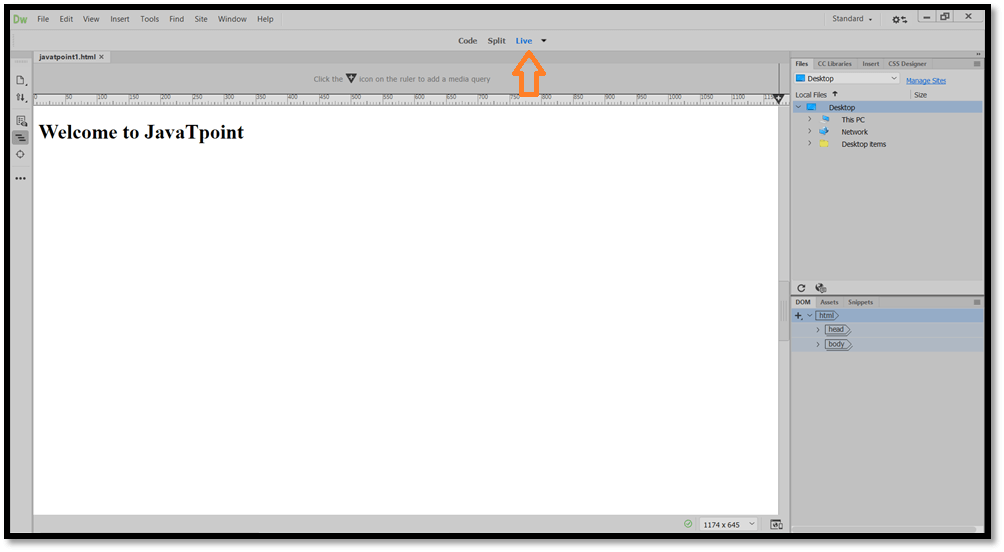 Dw File Edit View Insert Tools Find Site Window Help Standard
Code Split Live
javatpoint1.html ×
Click the icon on the ruler to add a media query
0 50 100 150 200 250 300 350 400 450 500 550 600 650 700 750 800 850 900 950 1000 1050 1100 115
Welcome to JavaTpoint
1174 x 645
Files CC Libraries Insert CSS Designer
Desktop Manage Sites
Local Files Size
Desktop
This PC
Network
Desktop items
DOM Assets Snippets
html
head
body